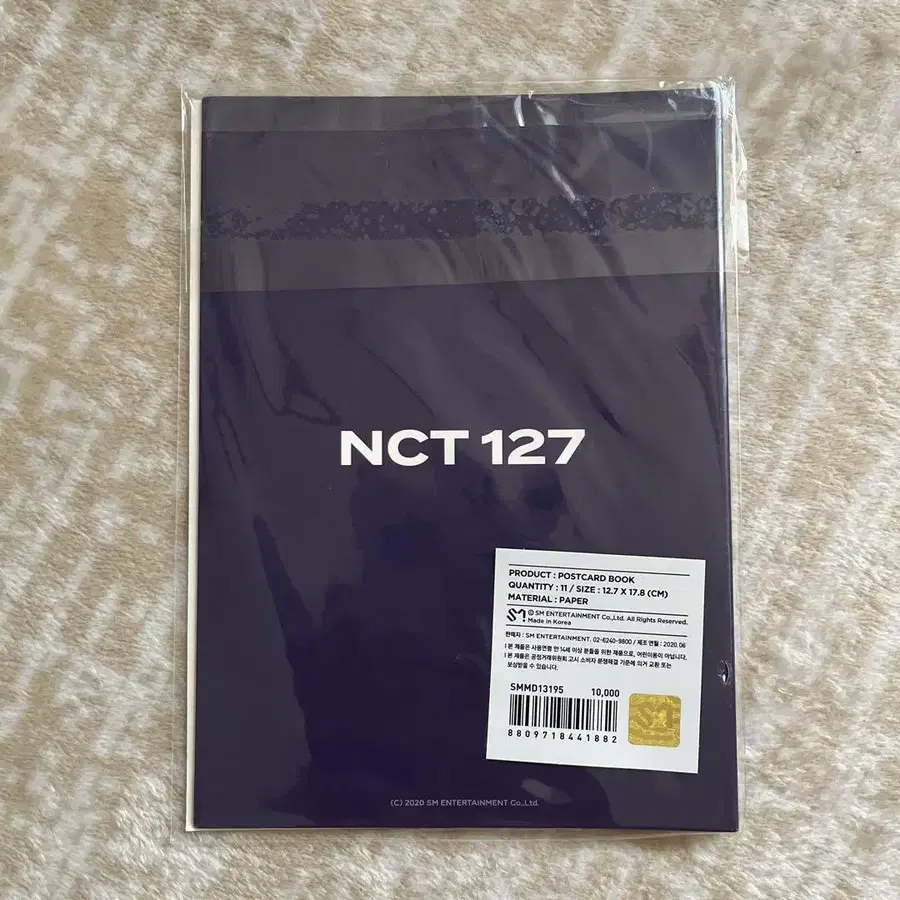 NCT 127
PRODUCT : POSTCARD BOOK
QUANTITY : 11 / SIZE : 12.7 X 17.8 (CM)
MATERIAL : PAPER
SM
ⓒ SM ENTERTAINMENT Co.,Ltd. All Rights Reserved.
Made in Korea
판매자 : SM ENTERTAINMENT. 02-6240-9800 / 제조 연월 : 2020. 06
I 본 제품은 사용연령 만 14세 이상 분들을 위한 제품으로, 어린이용이 아닙니다.
I 본 제품은 공정거래위원회 고시 소비자 분쟁해결 기준에 의거 교환 또는
보상받을 수 있습니다.
SMMD13195 10,000
8809718441882
(C) 2020 SM ENTERTAINMENT Co.,Ltd.